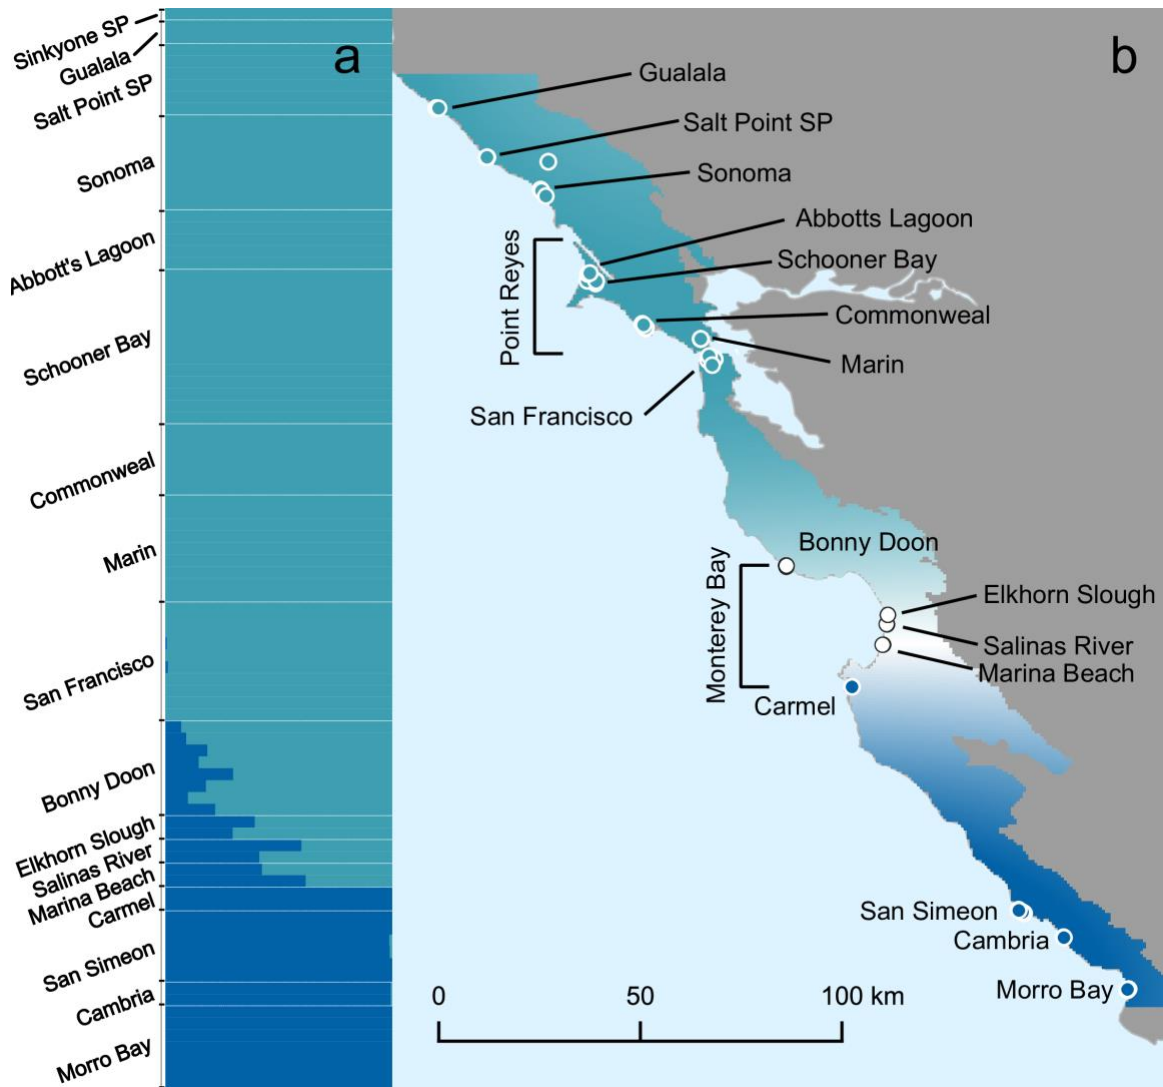 a
Sinkyone SP
Gualala
Salt Point SP
Sonoma
Abbott's Lagoon
Schooner Bay
Commonweal
Marin
San Francisco
Bonny Doon
Elkhorn Slough
Salinas River
Marina Beach
Carmel
San Simeon
Cambria
Morro Bay
b
Gualala
Salt Point SP
Sonoma
Abbotts Lagoon
Schooner Bay
Point Reyes
Commonweal
Marin
San Francisco
Bonny Doon
Monterey Bay
Elkhorn Slough
Salinas River
Marina Beach
Carmel
San Simeon
Cambria
Morro Bay
0 50 100 km